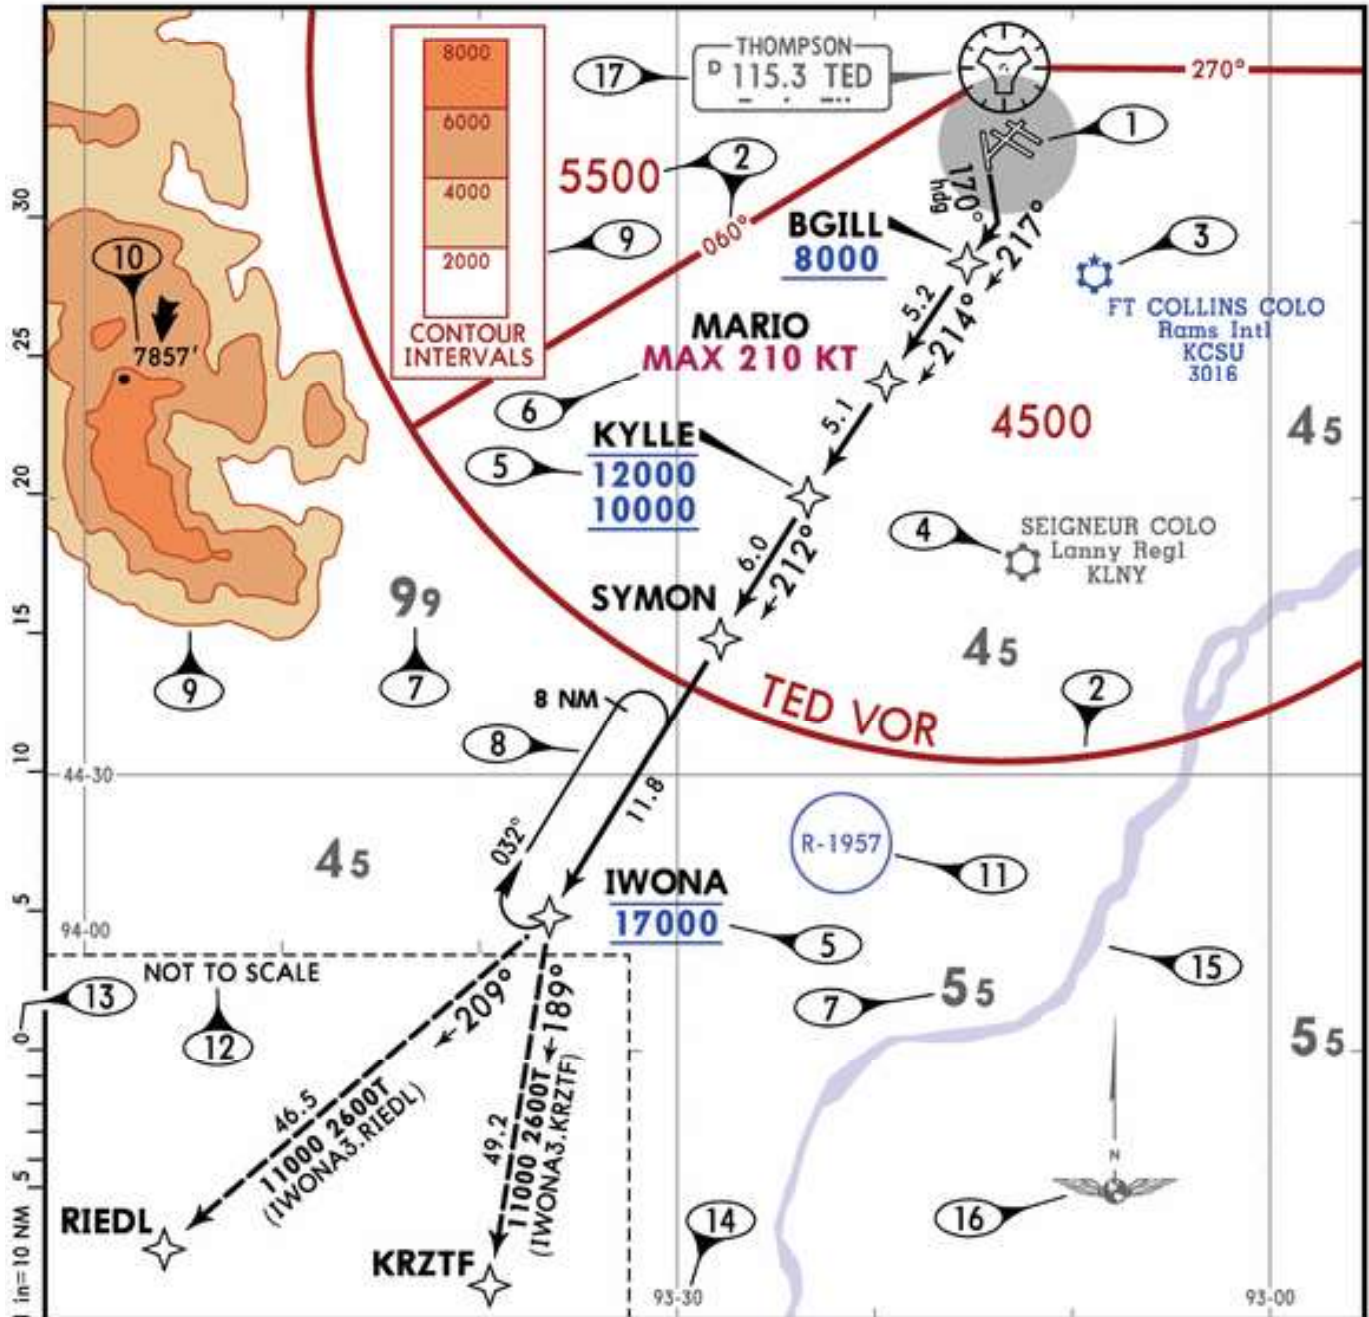 8000
6000
4000
2000
CONTOUR
INTERVALS
17
THOMPSON
D 115.3 TED
270°
1
5500
2
060°
9
10
7857'
170°
hdg
217°
BGILL
8000
3
FT COLLINS COLO
Rams Intl
KCSU
3016
5.2
214°
MARIO
MAX 210 KT
6
4500
45
5.1
KYLLE
12000
10000
5
4
SEIGNEUR COLO
Lanny Regl
KLNY
6.0
212°
SYMON
99
7
9
45
TED VOR
2
8 NM
8
032°
11.8
44-30
45
R-1957
11
IWONA
17000
5
94-00
NOT TO SCALE
12
13
7
55
15
55
209°
46.5
11000 2600T
(IWONA3.RIEDL)
189°
49.2
11000 2600T
(IWONA3.KRZTF)
RIEDL
KRZTF
N
16
14
93-30
93-00
30
25
20
15
10
5
0
5
1 in=10 NM